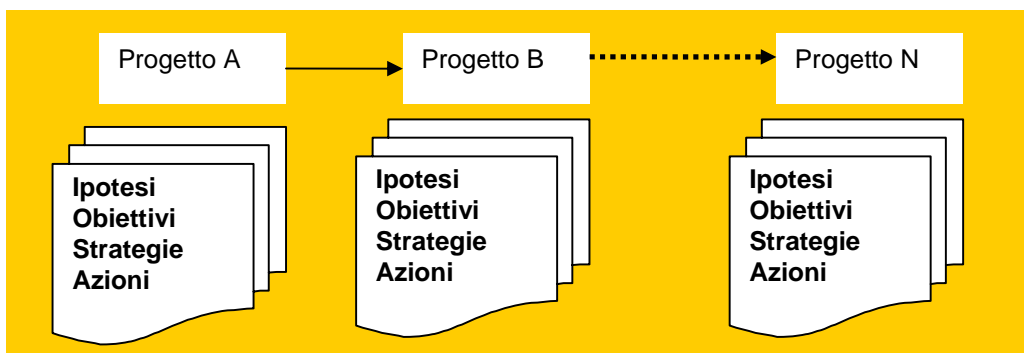 Progetto A
Progetto B
Progetto N
Ipotesi
Obiettivi
Strategie
Azioni
Ipotesi
Obiettivi
Strategie
Azioni
Ipotesi
Obiettivi
Strategie
Azioni